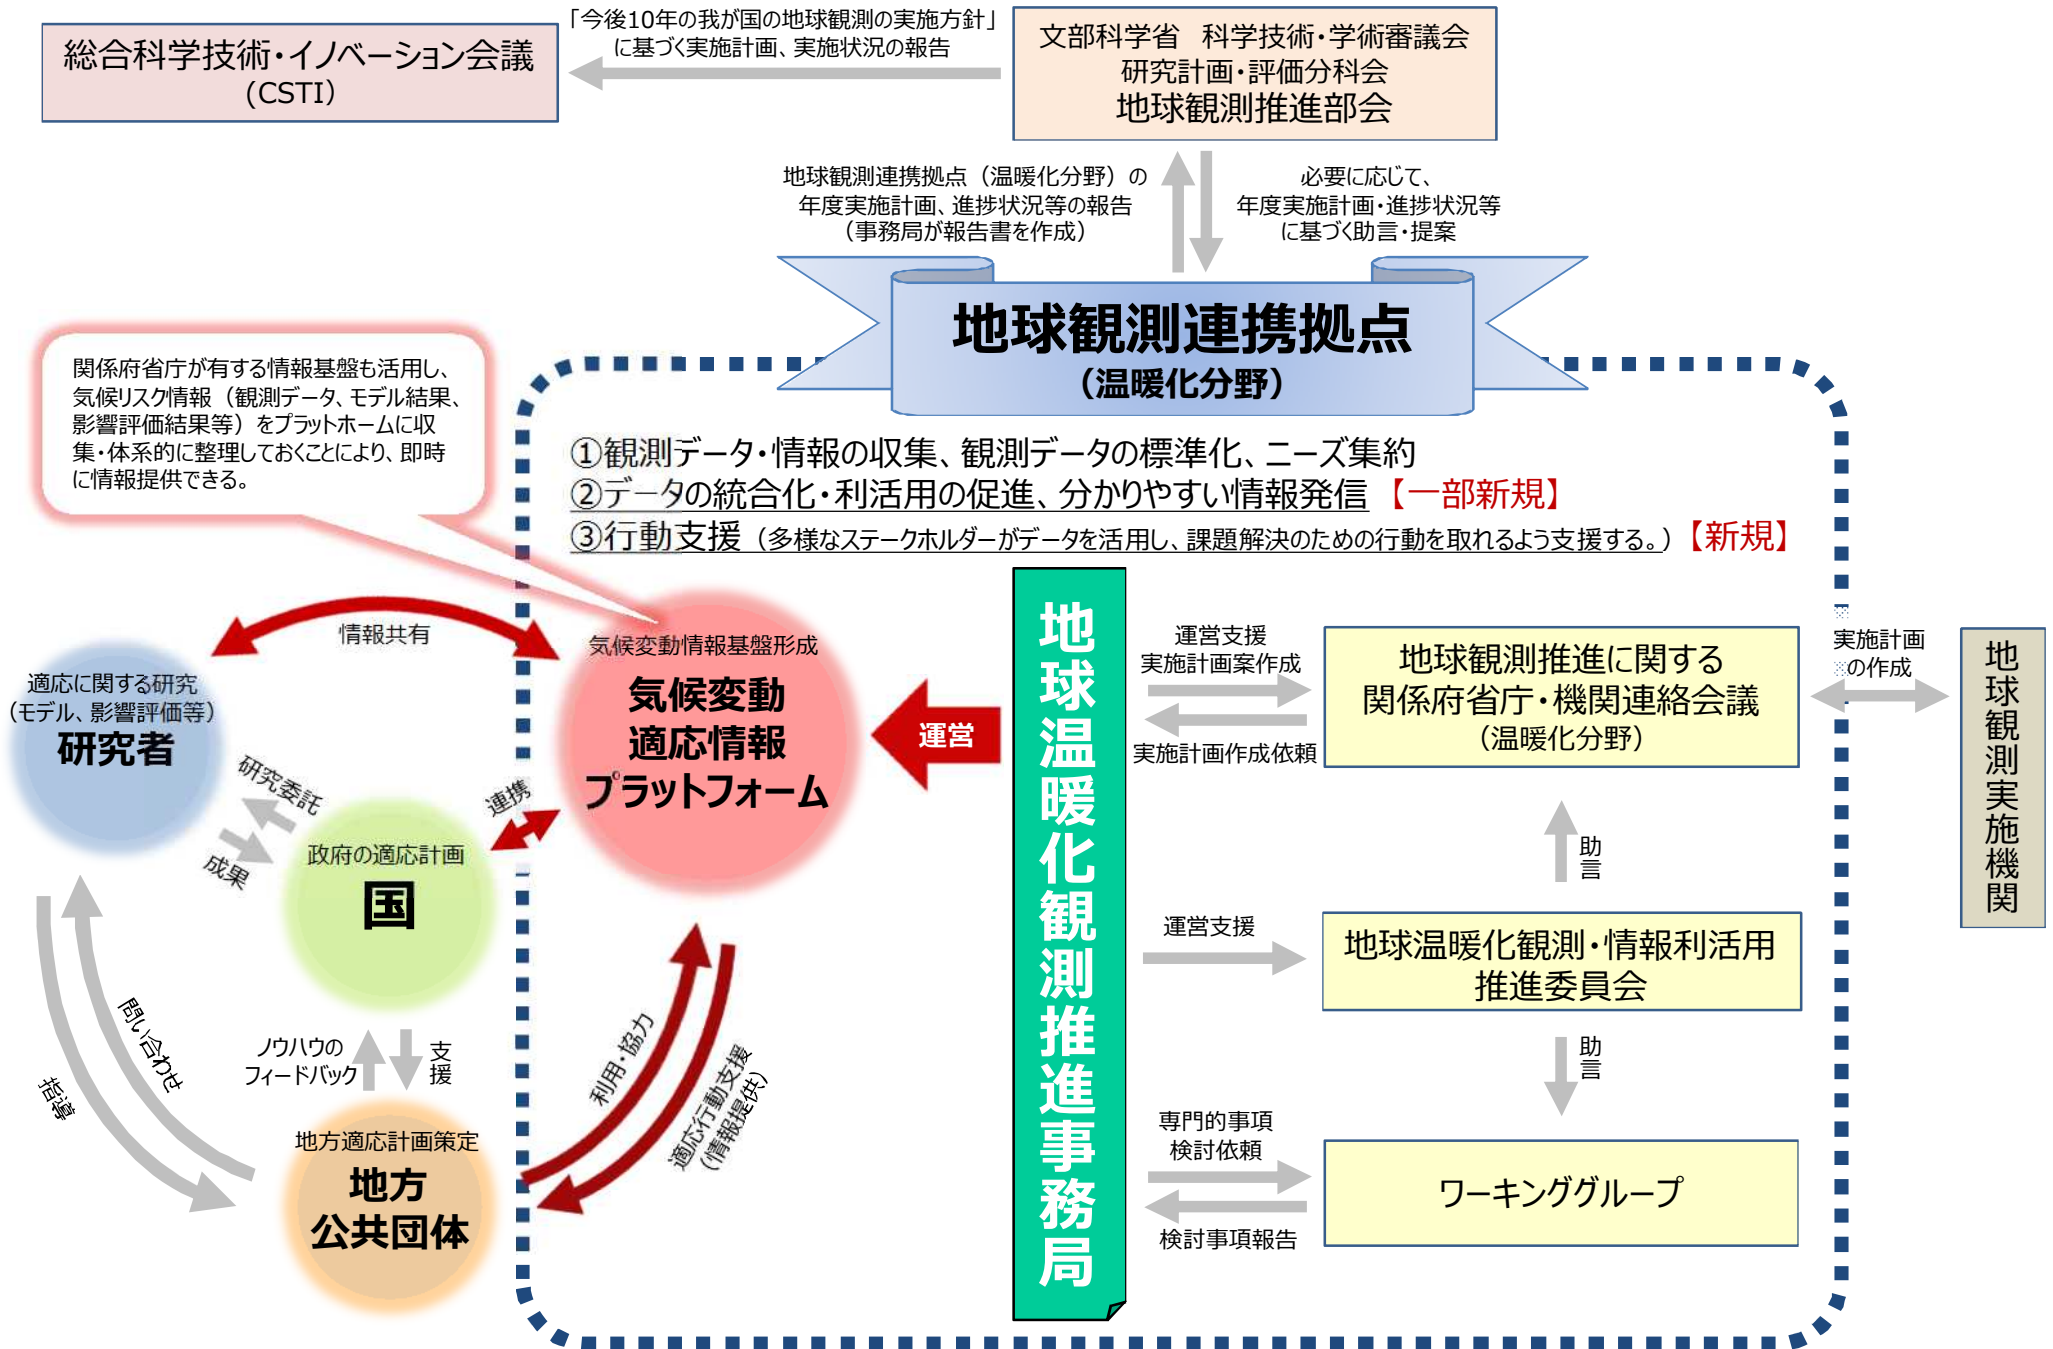 総合科学技術・イノベーション会議
(CSTI)
「今後10年の我が国の地球観測の実施方針」
に基づく実施計画、実施状況の報告
文部科学省 科学技術・学術審議会
研究計画・評価分科会
地球観測推進部会
地球観測連携拠点（温暖化分野）の
年度実施計画、進捗状況等の報告
（事務局が報告書を作成）
必要に応じて、
年度実施計画・進捗状況等
に基づく助言・提案
地球観測連携拠点
（温暖化分野）
関係府省庁が有する情報基盤も活用し、
気候リスク情報（観測データ、モデル結果、
影響評価結果等）をプラットホームに収
集・体系的に整理しておくことにより、即時
に情報提供できる。
①観測データ・情報の収集、観測データの標準化、ニーズ集約
②データの統合化・利活用の促進、分かりやすい情報発信【一部新規】
③行動支援（多様なステークホルダーがデータを活用し、課題解決のための行動を取れるよう支援する。）【新規】
情報共有
適応に関する研究
（モデル、影響評価等）
研究者
気候変動情報基盤形成
気候変動
適応情報
プラットフォーム
運営
地球温暖化観測推進事務局
運営支援
実施計画案作成
実施計画作成依頼
地球観測推進に関する
関係府省庁・機関連絡会議
（温暖化分野）
実施計画
の作成
地球観測実施機関
研究委託
成果
連携
政府の適応計画
国
助言
運営支援
地球温暖化観測・情報利活用
推進委員会
助言
問い合わせ
指導
ノウハウの
フィードバック
支援
利用・協力
適応行動支援
（情報提供）
地方適応計画策定
地方
公共団体
専門的事項
検討依頼
検討事項報告
ワーキンググループ